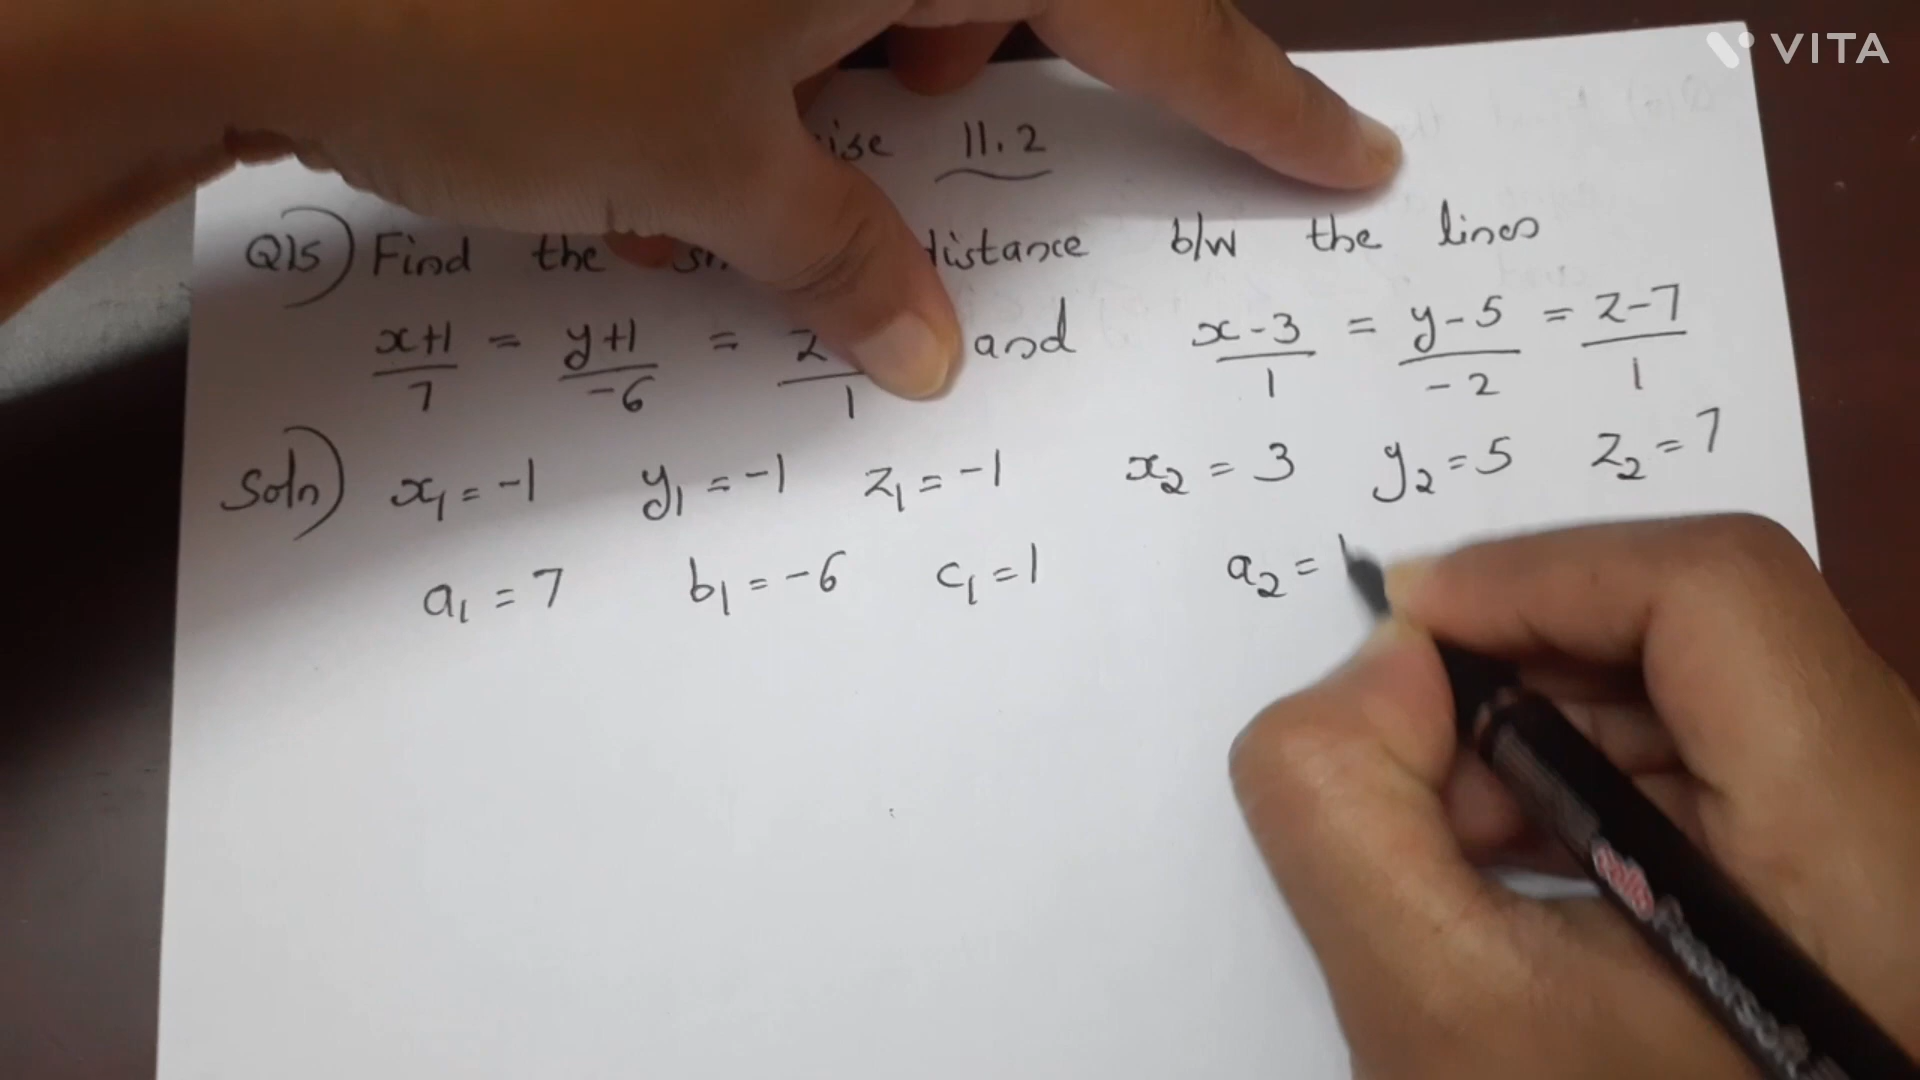 VITA
11.2
Q15) Find the distance b/w the lines
x+1/7 = y+1/-6 = z /1 and x-3/1 = y-5/-2 = z-7/1
Soln) x₁ = -1 y₁ = -1 z₁ = -1 x₂ = 3 y₂ = 5 z₂ = 7
a₁ = 7 b₁ = -6 c₁ = 1 a₂ =